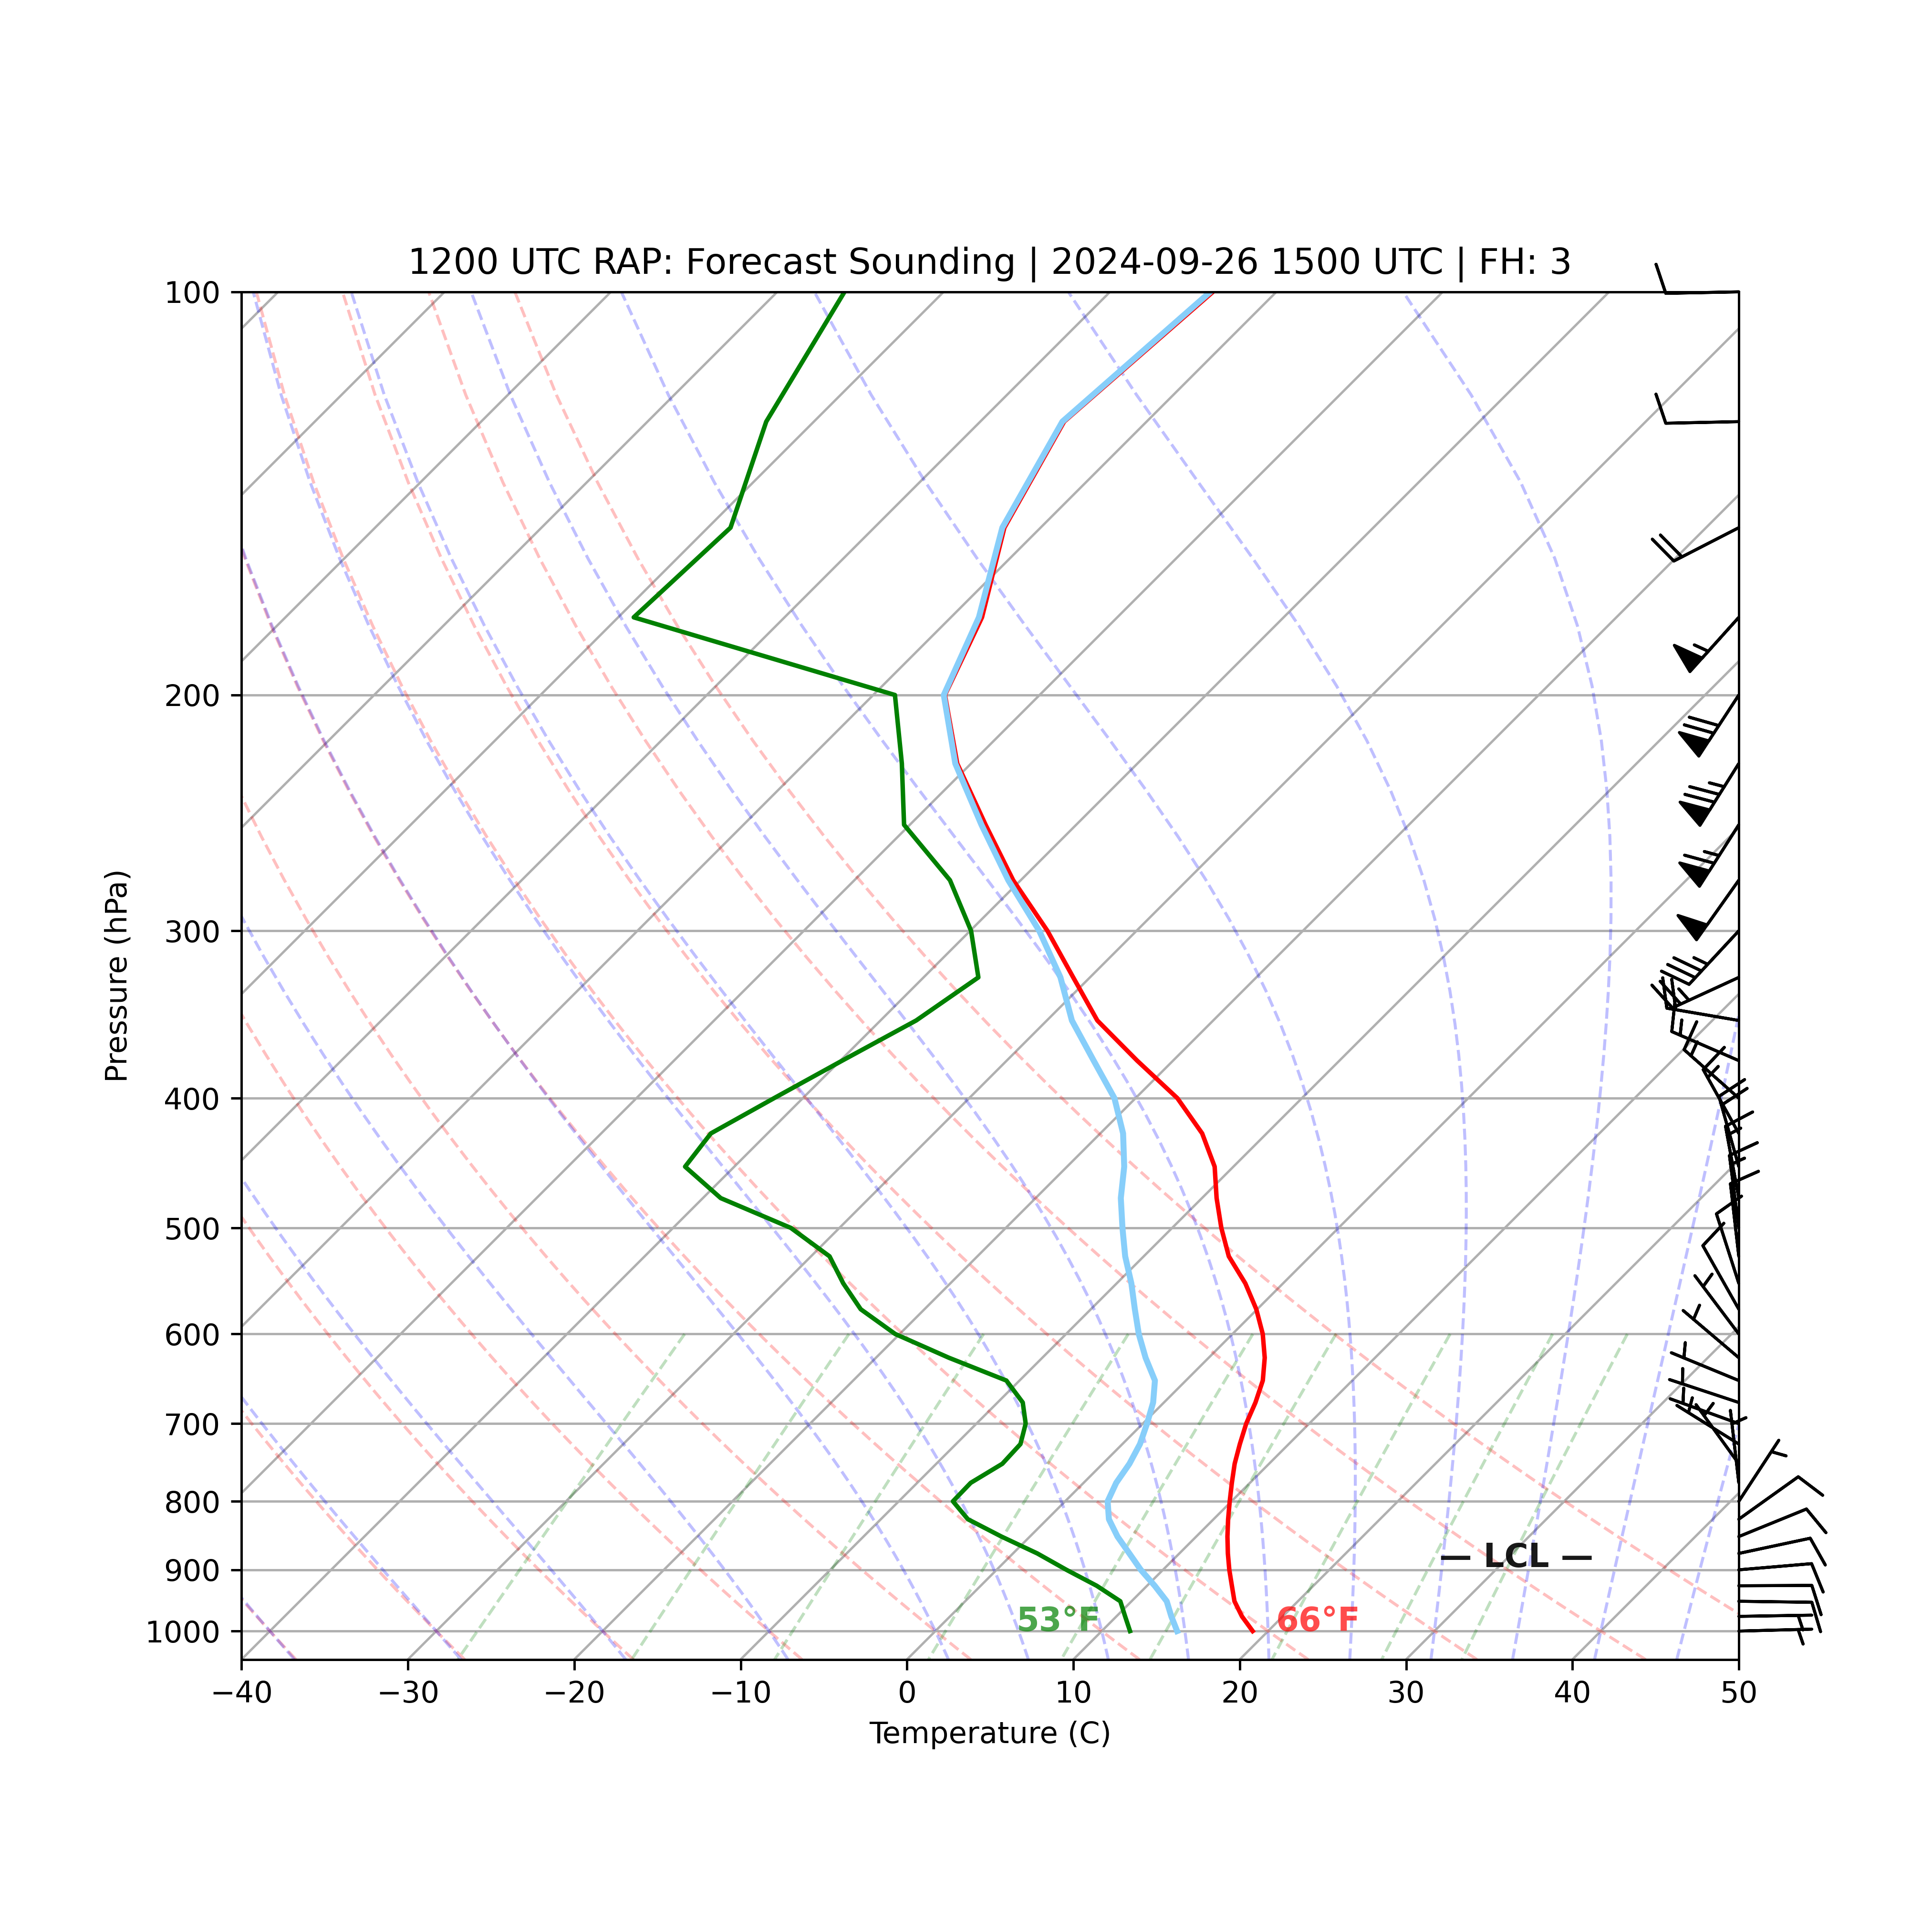 1200 UTC RAP: Forecast Sounding | 2024-09-26 1500 UTC | FH: 3
100
200
300
400
500
600
700
800
900
1000
Pressure (hPa)
— LCL —
53°F
66°F
−40 −30 −20 −10 0 10 20 30 40 50
Temperature (C)